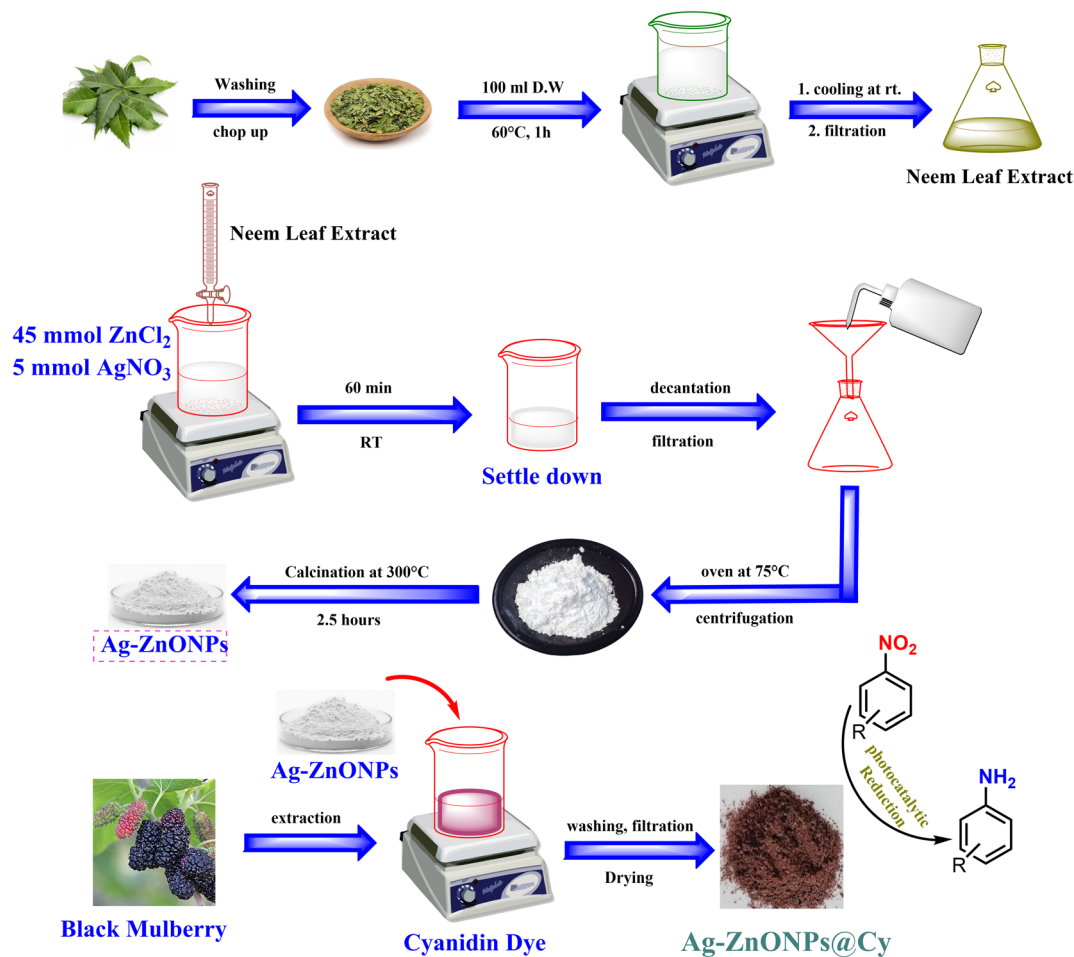 Washing
chop up
100 ml D.W
60°C, 1h
1. cooling at rt.
2. filtration
Neem Leaf Extract
Neem Leaf Extract
45 mmol ZnCl₂
5 mmol AgNO₃
60 min
RT
Settle down
decantation
filtration
oven at 75°C
centrifugation
Calcination at 300°C
2.5 hours
Ag-ZnONPs
Ag-ZnONPs
Black Mulberry
extraction
Cyanidin Dye
washing, filtration
Drying
Ag-ZnONPs@Cy
NO₂
R
photocatalytic
Reduction
NH₂
R